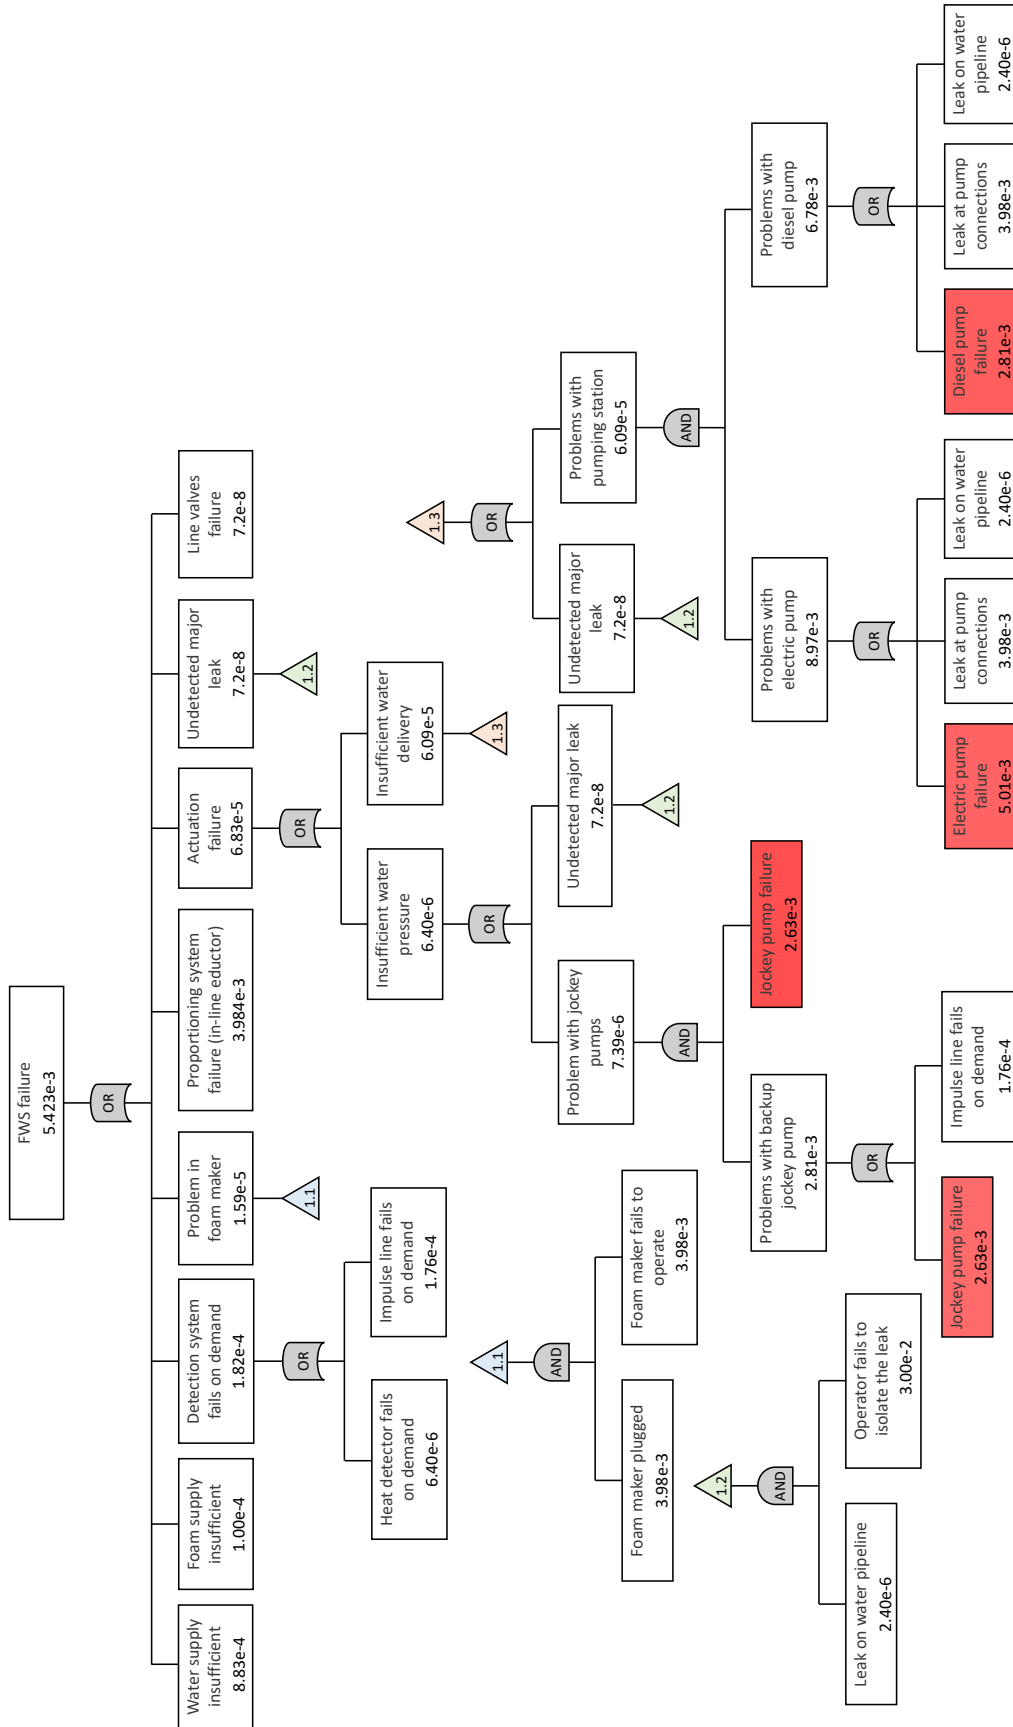 FWS failure
5.423e-3
OR
Water supply
insufficient
8.83e-4
Foam supply
insufficient
1.00e-4
Detection system
fails on demand
1.82e-4
Problem in
foam maker
1.59e-5
Proportioning system
failure (in-line eductor)
3.984e-3
Actuation
failure
6.83e-5
Undetected major
leak
7.2e-8
Line valves
failure
7.2e-8
OR
1.1
OR
1.2
Heat detector fails
on demand
6.40e-6
Impulse line fails
on demand
1.76e-4
Insufficient water
pressure
6.40e-6
Insufficient water
delivery
6.09e-5
OR
1.3
1.1
AND
Foam maker plugged
3.98e-3
Foam maker fails to
operate
3.98e-3
Problem with jockey
pumps
7.39e-6
Undetected major leak
7.2e-8
AND
1.2
1.3
OR
Undetected major
leak
7.2e-8
Problems with
pumping station
6.09e-5
1.2
AND
1.2
AND
Leak on water pipeline
2.40e-6
Operator fails to
isolate the leak
3.00e-2
Problems with backup
jockey pump
2.81e-3
Jockey pump failure
2.63e-3
OR
Jockey pump failure
2.63e-3
Impulse line fails
on demand
1.76e-4
Problems with
electric pump
8.97e-3
Problems with
diesel pump
6.78e-3
OR
OR
Electric pump
failure
5.01e-3
Leak at pump
connections
3.98e-3
Leak on water
pipeline
2.40e-6
Diesel pump
failure
2.81e-3
Leak at pump
connections
3.98e-3
Leak on water
pipeline
2.40e-6